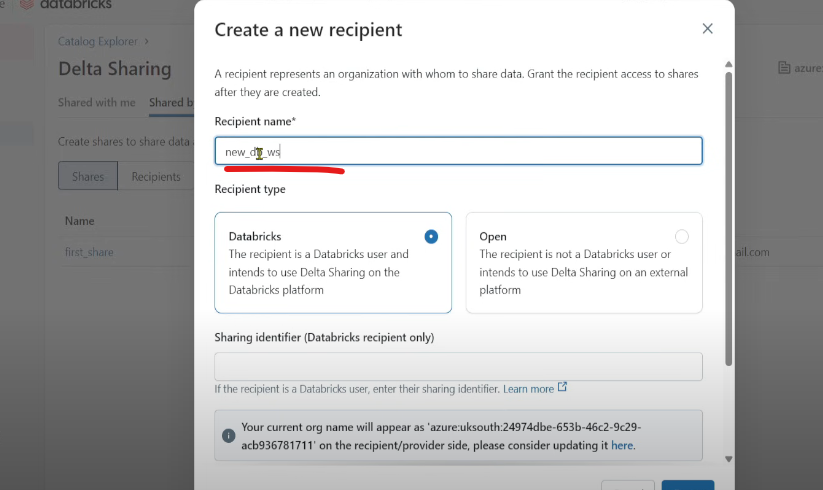 databricks
Create a new recipient
Catalog Explorer >
Delta Sharing
azure:
A recipient represents an organization with whom to share data. Grant the recipient access to shares
after they are created.
Shared with me Shared b
Recipient name*
Create shares to share data
new_db_ws
Shares Recipients
Recipient type
Name
Databricks
The recipient is a Databricks user and
intends to use Delta Sharing on the
Databricks platform
Open
The recipient is not a Databricks user or
intends to use Delta Sharing on an external
platform
first_share
ail.com
Sharing identifier (Databricks recipient only)
If the recipient is a Databricks user, enter their sharing identifier. Learn more
Your current org name will appear as 'azure:uksouth:24974dbe-653b-46c2-9c29-
acb936781711' on the recipient/provider side, please consider updating it here.